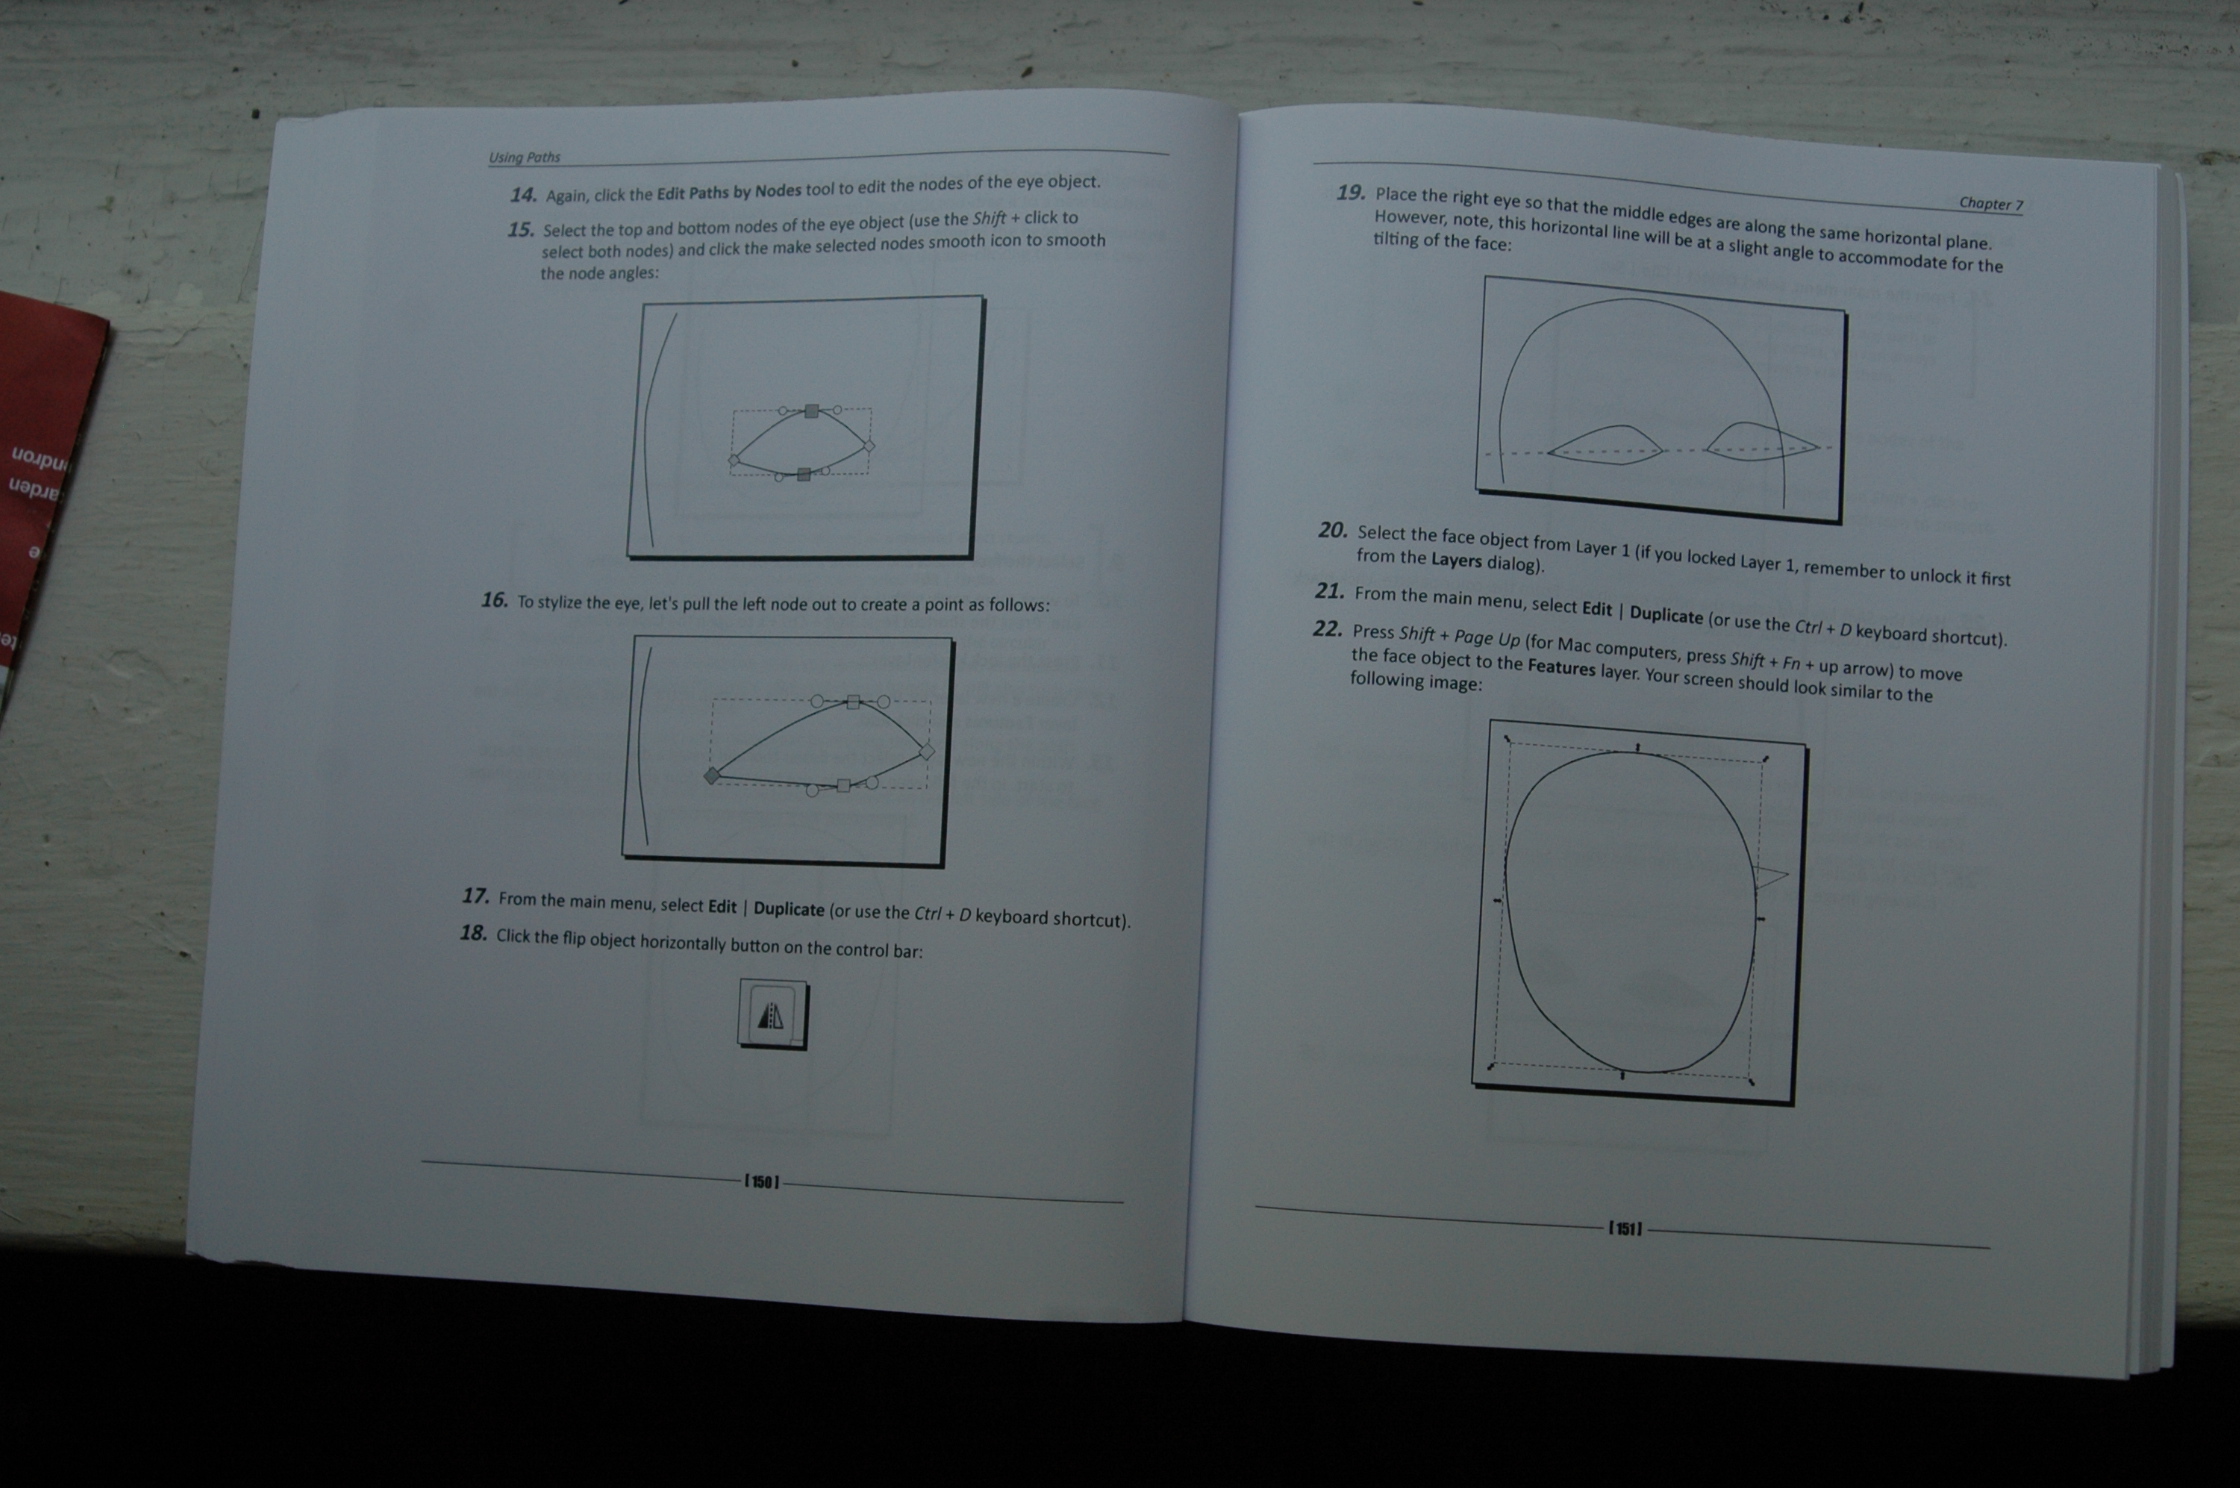 Using Paths
14. Again, click the Edit Paths by Nodes tool to edit the nodes of the eye object.
15. Select the top and bottom nodes of the eye object (use the Shift + click to
select both nodes) and click the make selected nodes smooth icon to smooth
the node angles:
16. To stylize the eye, let's pull the left node out to create a point as follows:
17. From the main menu, select Edit | Duplicate (or use the Ctrl + D keyboard shortcut).
18. Click the flip object horizontally button on the control bar:
[150]
Chapter 7
19. Place the right eye so that the middle edges are along the same horizontal plane.
However, note, this horizontal line will be at a slight angle to accommodate for the
tilting of the face:
20. Select the face object from Layer 1 (if you locked Layer 1, remember to unlock it first
from the Layers dialog).
21. From the main menu, select Edit | Duplicate (or use the Ctrl + D keyboard shortcut).
22. Press Shift + Page Up (for Mac computers, press Shift + Fn + up arrow) to move
the face object to the Features layer. Your screen should look similar to the
following image:
[151]
arden
ndron
e
te